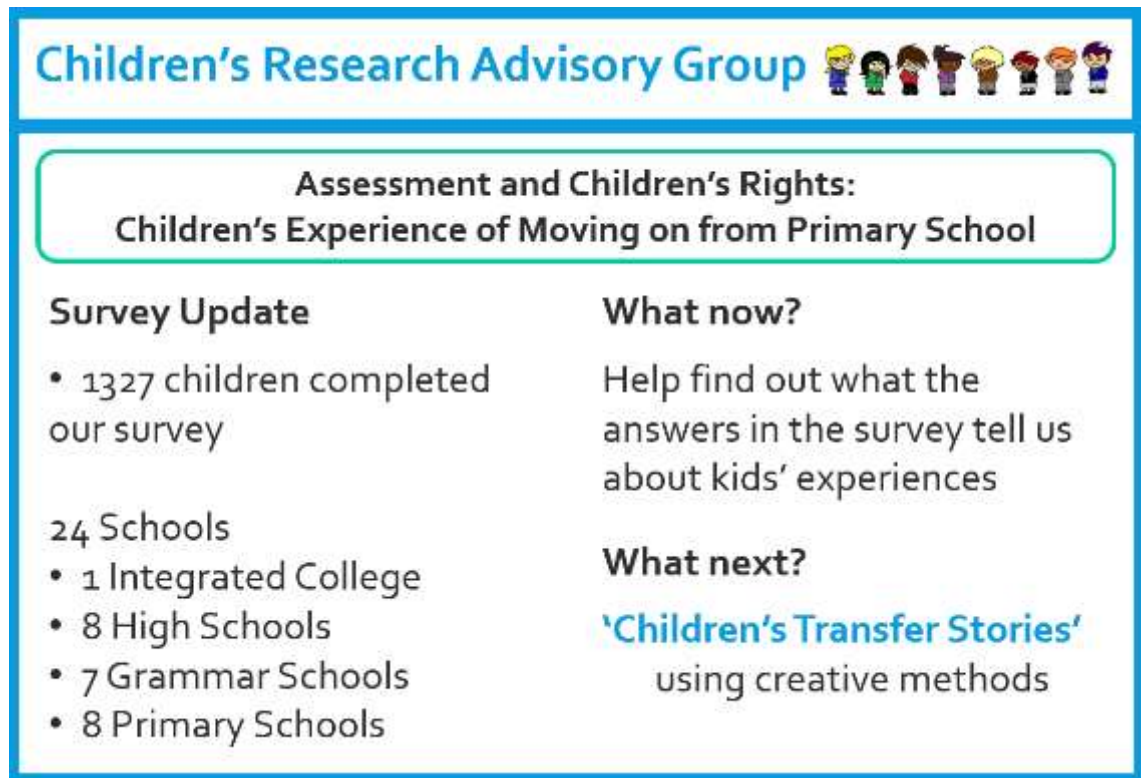 Children's Research Advisory Group
Assessment and Children's Rights:
Children's Experience of Moving on from Primary School
Survey Update
• 1327 children completed
our survey
24 Schools
• 1 Integrated College
• 8 High Schools
• 7 Grammar Schools
• 8 Primary Schools
What now?
Help find out what the
answers in the survey tell us
about kids' experiences
What next?
‘Children's Transfer Stories’
using creative methods